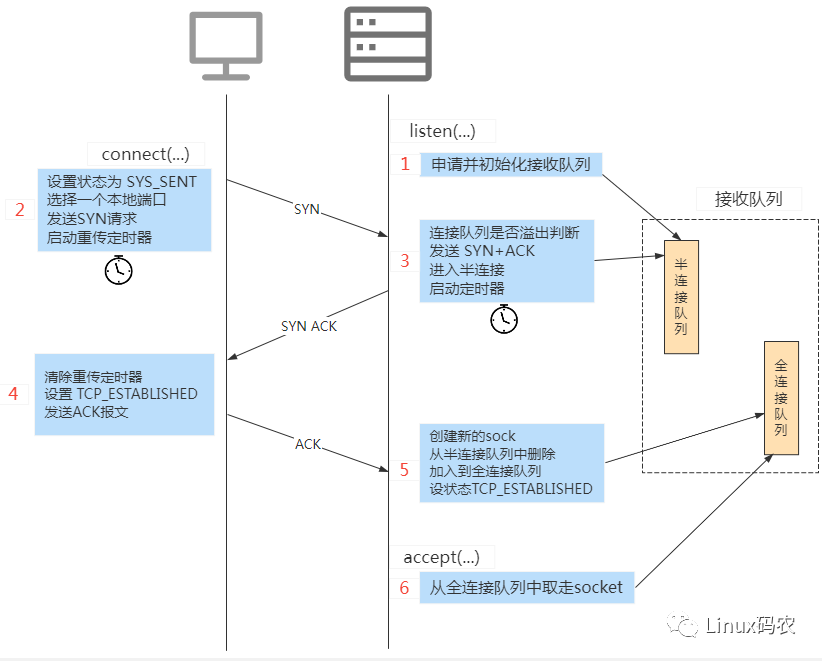 listen(...)
connect(...)
1
申请并初始化接收队列
2
设置状态为 SYS_SENT
选择一个本地端口
发送SYN请求
启动重传定时器
SYN
接收队列
3
连接队列是否溢出判断
发送 SYN+ACK
进入半连接
启动定时器
半连接队列
SYN ACK
4
清除重传定时器
设置 TCP_ESTABLISHED
发送ACK报文
全连接队列
ACK
5
创建新的sock
从半连接队列中删除
加入到全连接队列
设状态TCP_ESTABLISHED
accept(...)
6
从全连接队列中取走socket
Linux码农